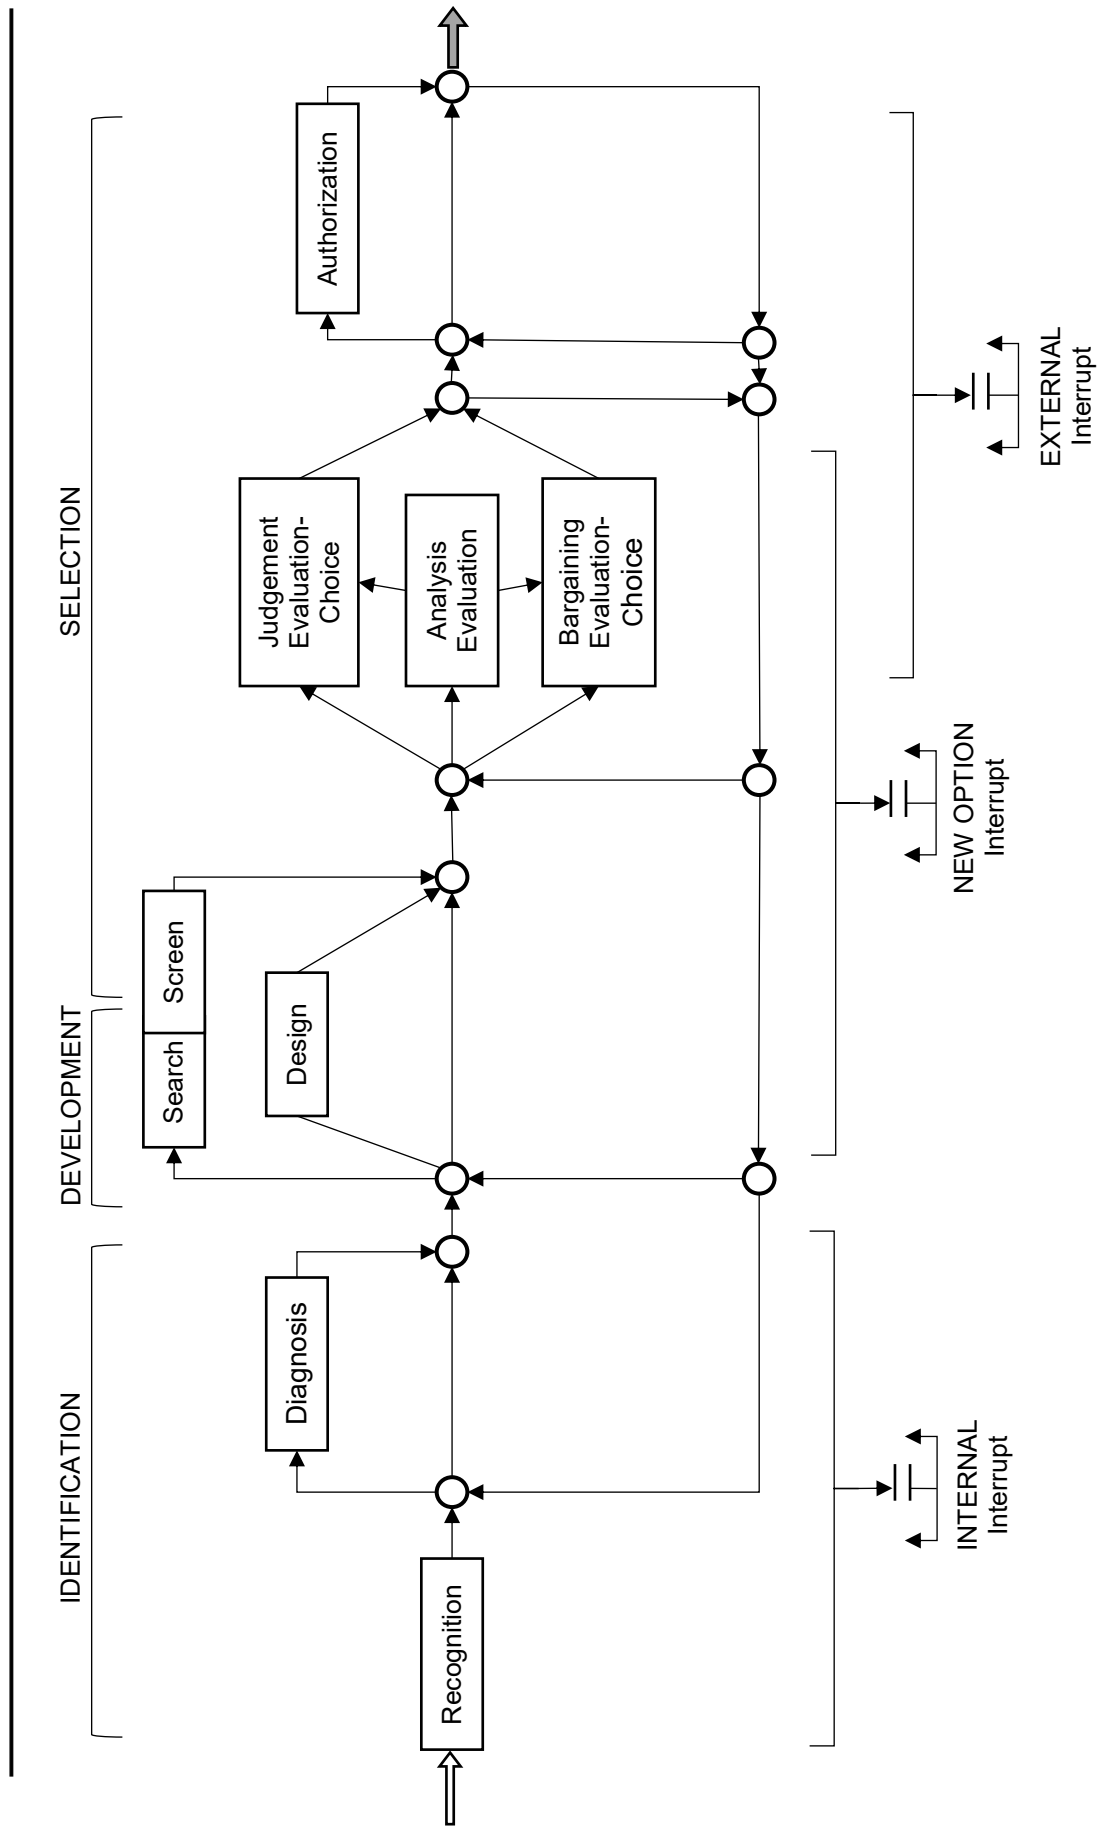 IDENTIFICATION
DEVELOPMENT
SELECTION
Search
Screen
Diagnosis
Design
Judgement
Evaluation-
Choice
Authorization
Recognition
Analysis
Evaluation
Bargaining
Evaluation-
Choice
INTERNAL
Interrupt
NEW OPTION
Interrupt
EXTERNAL
Interrupt